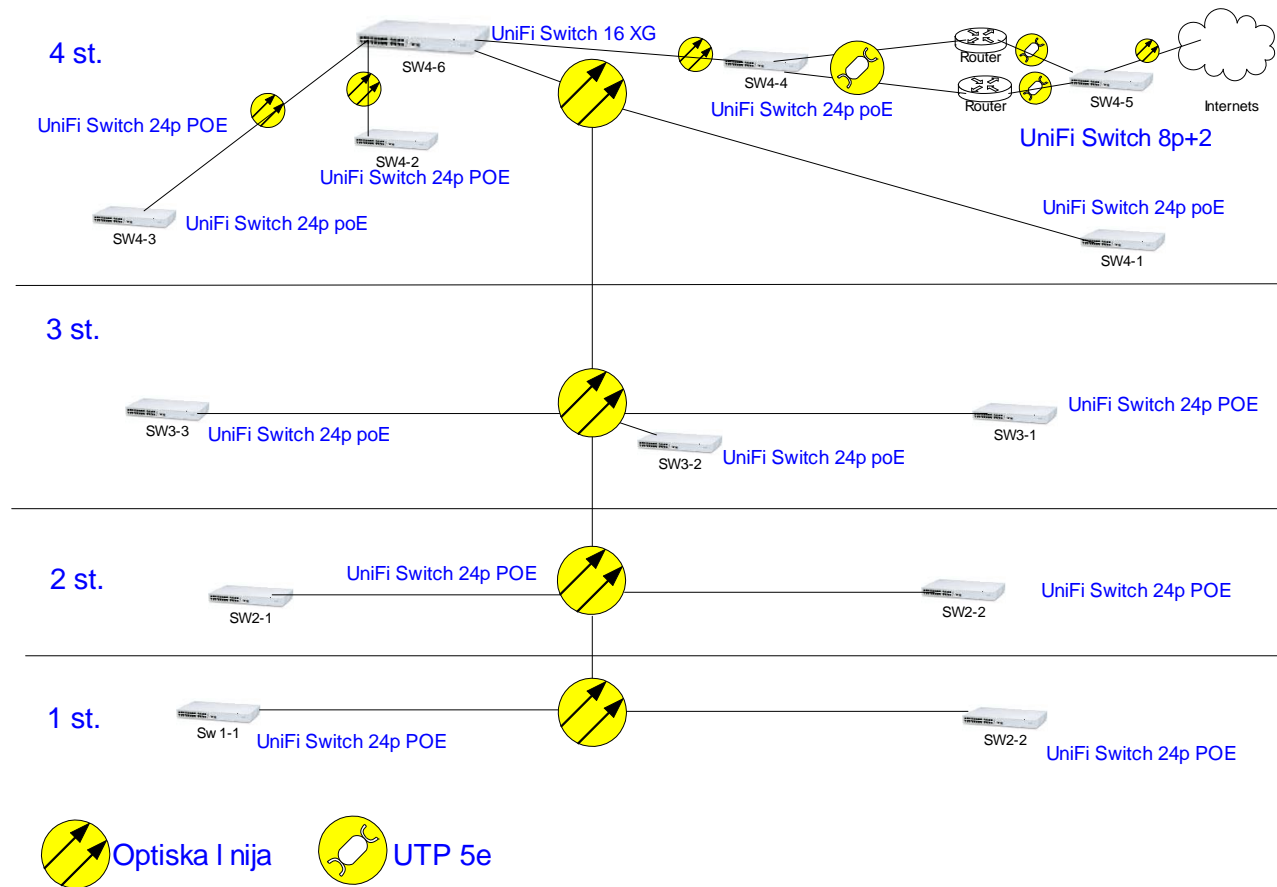 4 st.
UniFi Switch 16 XG
SW4-6
SW4-4
UniFi Switch 24p poE
Router
Router
SW4-5
Internets
UniFi Switch 8p+2
UniFi Switch 24p POE
SW4-2
UniFi Switch 24p POE
SW4-3
UniFi Switch 24p poE
UniFi Switch 24p poE
SW4-1
3 st.
SW3-3
UniFi Switch 24p poE
SW3-2
UniFi Switch 24p poE
SW3-1
UniFi Switch 24p POE
2 st.
UniFi Switch 24p POE
SW2-1
SW2-2
UniFi Switch 24p POE
1 st.
Sw 1-1
UniFi Switch 24p POE
SW2-2
UniFi Switch 24p POE
Optiska l nija
UTP 5e